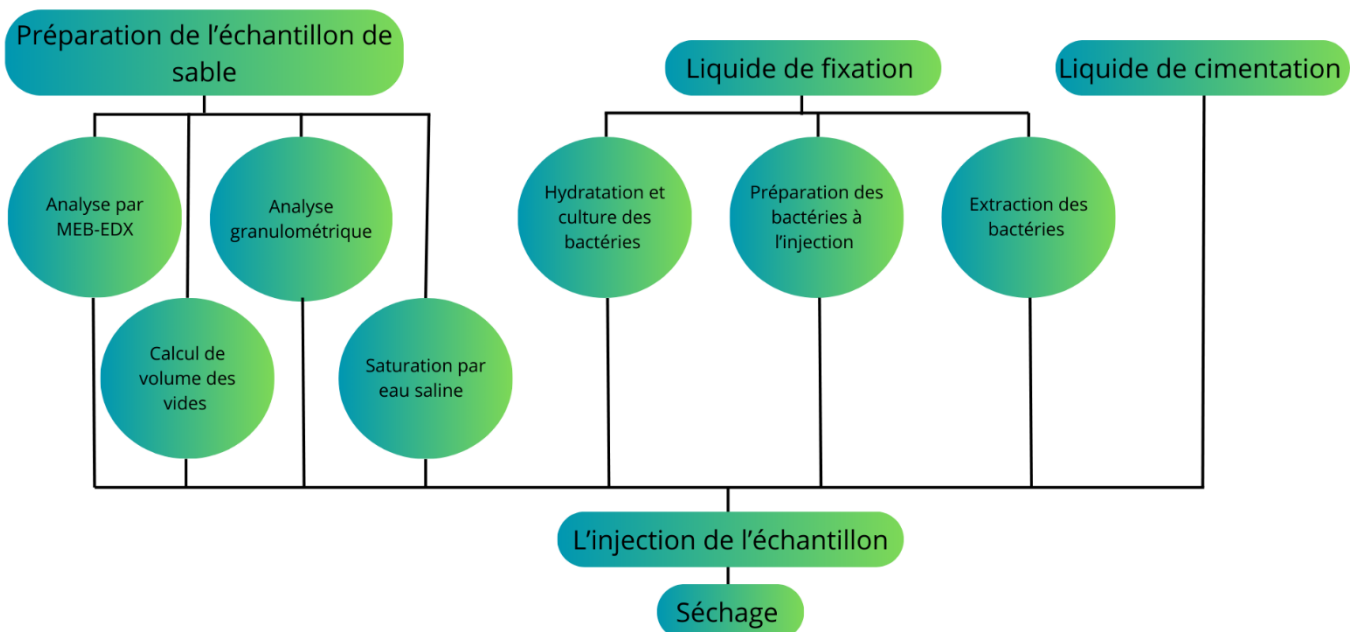 Préparation de l’échantillon de
sable
Liquide de fixation
Liquide de cimentation
Analyse par
MEB-EDX
Analyse
granulométrique
Hydratation et
culture des
bactéries
Préparation des
bactéries à
l’injection
Extraction des
bactéries
Calcul de
volume des
vides
Saturation par
eau saline
L’injection de l’échantillon
Séchage